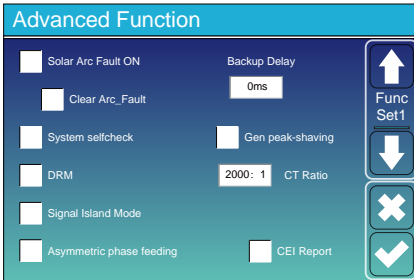 Advanced Function
Solar Arc Fault ON
Backup Delay
0ms
Clear Arc_Fault
Func
Set1
System selfcheck
Gen peak-shaving
DRM
2000: 1
CT Ratio
Signal Island Mode
Asymmetric phase feeding
CEI Report